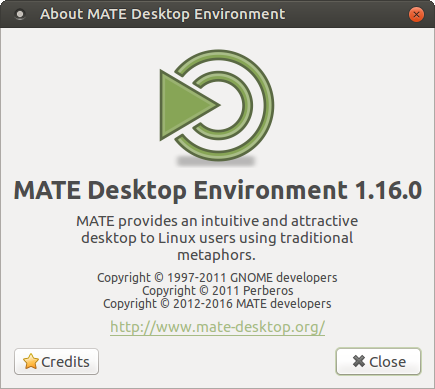 About MATE Desktop Environment
MATE Desktop Environment 1.16.0
MATE provides an intuitive and attractive
desktop to Linux users using traditional
metaphors.
Copyright © 1997-2011 GNOME developers
Copyright © 2011 Perberos
Copyright © 2012-2016 MATE developers
http://www.mate-desktop.org/
Credits
Close